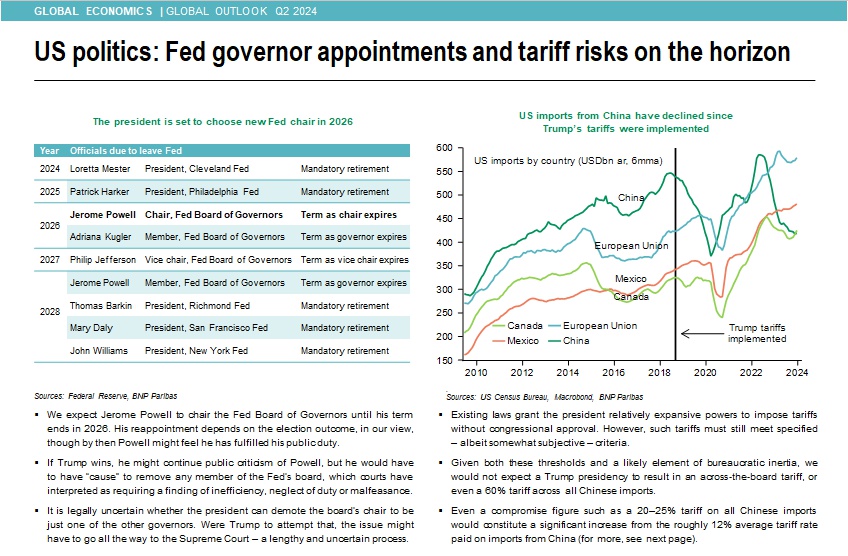 GLOBAL ECONOMICS | GLOBAL OUTLOOK Q2 2024
US politics: Fed governor appointments and tariff risks on the horizon
The president is set to choose new Fed chair in 2026
Year Officials due to leave Fed
2024 Loretta Mester President, Cleveland Fed Mandatory retirement
2025 Patrick Harker President, Philadelphia Fed Mandatory retirement
2026 Jerome Powell Chair, Fed Board of Governors Term as chair expires
Adriana Kugler Member, Fed Board of Governors Term as governor expires
2027 Philip Jefferson Vice chair, Fed Board of Governors Term as vice chair expires
2028 Jerome Powell Member, Fed Board of Governors Term as governor expires
Thomas Barkin President, Richmond Fed Mandatory retirement
Mary Daly President, San Francisco Fed Mandatory retirement
John Williams President, New York Fed Mandatory retirement
Sources: Federal Reserve, BNP Paribas
▪ We expect Jerome Powell to chair the Fed Board of Governors until his term
ends in 2026. His reappointment depends on the election outcome, in our view,
though by then Powell might feel he has fulfilled his public duty.
▪ If Trump wins, he might continue public criticism of Powell, but he would have
to have "cause" to remove any member of the Fed's board, which courts have
interpreted as requiring a finding of inefficiency, neglect of duty or malfeasance.
▪ It is legally uncertain whether the president can demote the board's chair to be
just one of the other governors. Were Trump to attempt that, the issue might
have to go all the way to the Supreme Court – a lengthy and uncertain process.
US imports from China have declined since
Trump's tariffs were implemented
US imports by country (USDbn ar, 6mma)
600
550
500
450
400
350
300
250
200
150
China
European Union
Mexico
Canada
Canada European Union
Mexico China
Trump tariffs
implemented
2010 2012 2014 2016 2018 2020 2022 2024
Sources: US Census Bureau, Macrobond, BNP Paribas
▪ Existing laws grant the president relatively expansive powers to impose tariffs
without congressional approval. However, such tariffs must still meet specified
– albeit somewhat subjective – criteria.
▪ Given both these thresholds and a likely element of bureaucratic inertia, we
would not expect a Trump presidency to result in an across-the-board tariff, or
even a 60% tariff across all Chinese imports.
▪ Even a compromise figure such as a 20–25% tariff on all Chinese imports
would constitute a significant increase from the roughly 12% average tariff rate
paid on imports from China (for more, see next page).